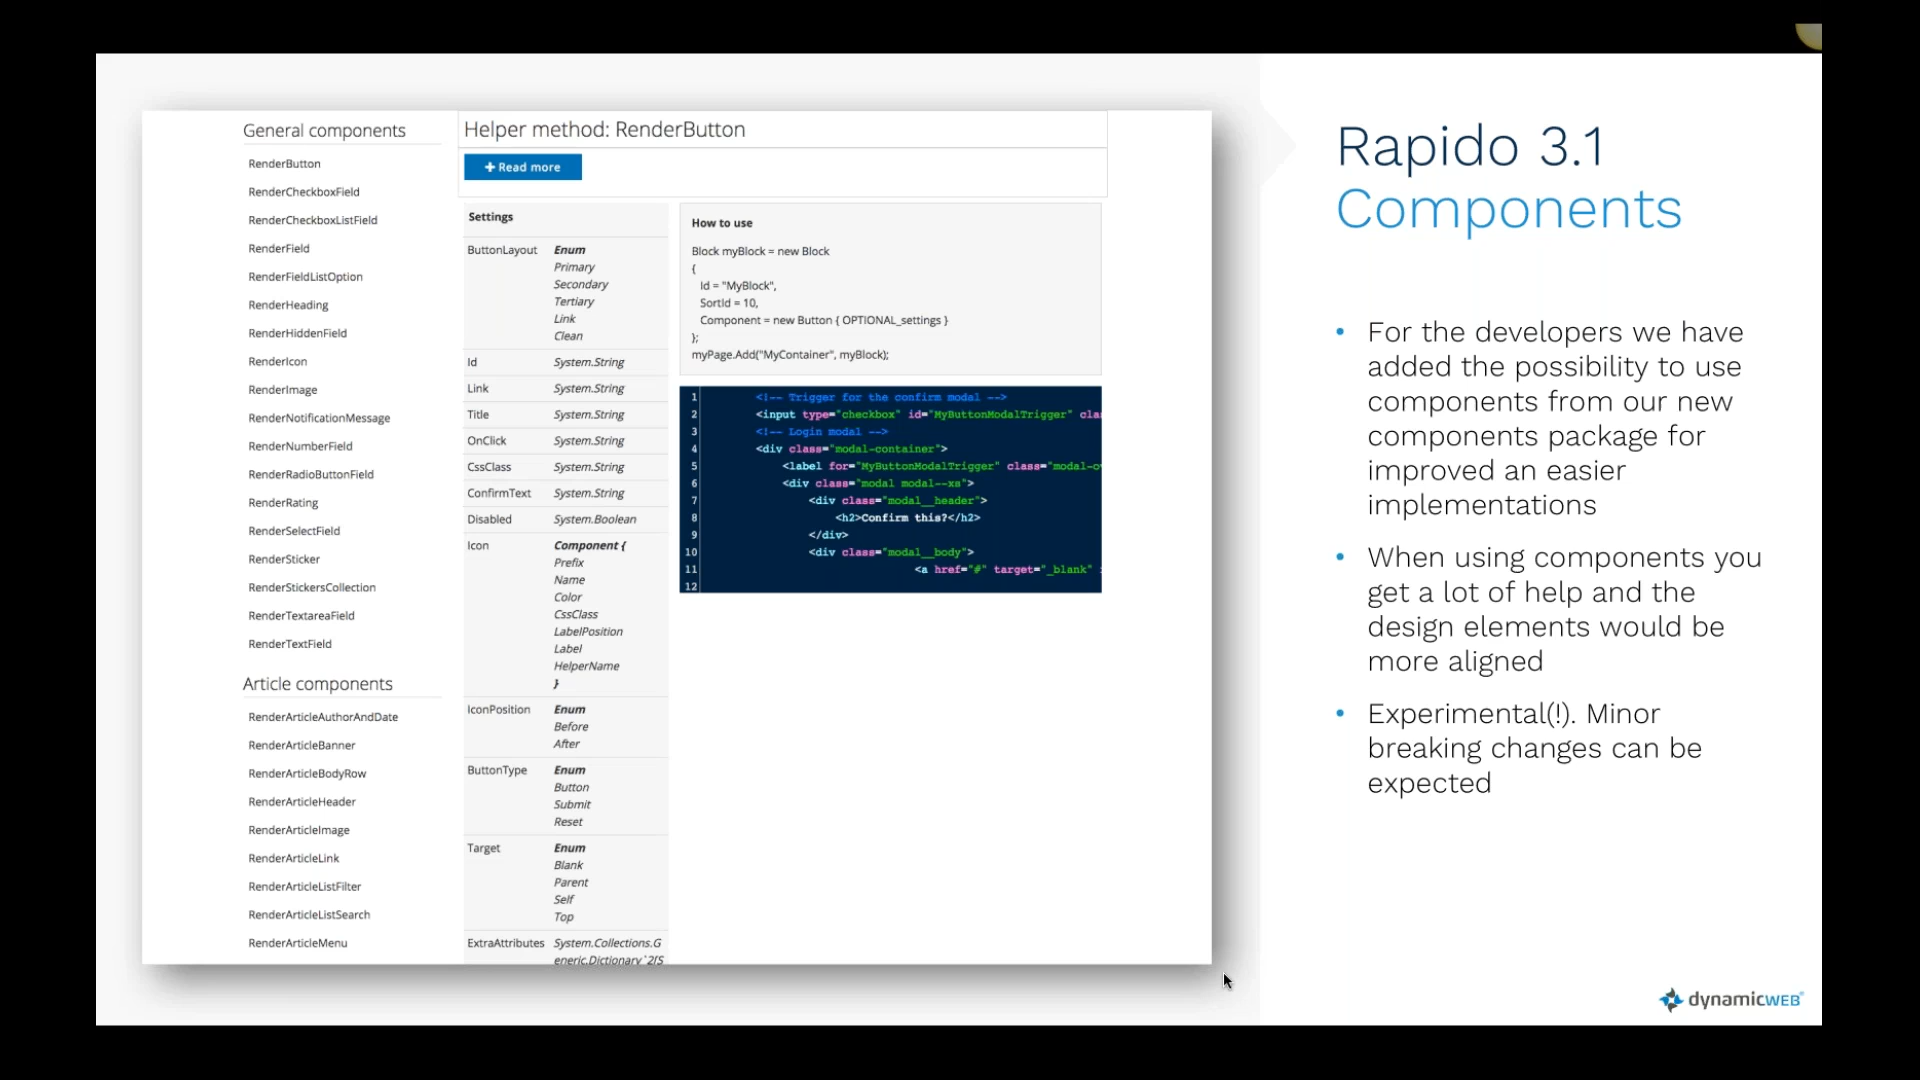 General components
RenderButton
RenderCheckboxField
RenderCheckboxListField
RenderField
RenderFieldListOption
RenderHeading
RenderHiddenField
RenderIcon
RenderImage
RenderNotificationMessage
RenderNumberField
RenderRadioButtonField
RenderRating
RenderSelectField
RenderSticker
RenderStickersCollection
RenderTextareaField
RenderTextField
Article components
RenderArticleAuthorAndDate
RenderArticleBanner
RenderArticleBodyRow
RenderArticleHeader
RenderArticleImage
RenderArticleLink
RenderArticleListFilter
RenderArticleListSearch
RenderArticleMenu
Helper method: RenderButton
Read more
Settings
ButtonLayout Enum
Primary
Secondary
Tertiary
Link
Clean
Id System.String
Link System.String
Title System.String
OnClick System.String
CssClass System.String
ConfirmText System.String
Disabled System.Boolean
Icon Component {
Prefix
Name
Color
CssClass
LabelPosition
Label
HelperName
}
IconPosition Enum
Before
After
ButtonType Enum
Button
Submit
Reset
Target Enum
Blank
Parent
Self
Top
ExtraAttributes System.Collections.G
eneric.Dictionary`2[S
How to use
Block myBlock = new Block
{
Id = "MyBlock",
SortId = 10,
Component = new Button { OPTIONAL_settings }
};
myPage.Add("MyContainer", myBlock);
1 <!-- Trigger for the confirm modal -->
2 <input type="checkbox" id="MyButtonModalTrigger" cla
3 <!-- Login modal -->
4 <div class="modal-container">
5 <label for="MyButtonModalTrigger" class="modal-o
6 <div class="modal modal--xs">
7 <div class="modal__header">
8 <h2>Confirm this?</h2>
9 </div>
10 <div class="modal__body">
11 <a href="#" target="_blank"
12
Rapido 3.1
Components
• For the developers we have
added the possibility to use
components from our new
components package for
improved an easier
implementations
• When using components you
get a lot of help and the
design elements would be
more aligned
• Experimental(!). Minor
breaking changes can be
expected
dynamicWEB